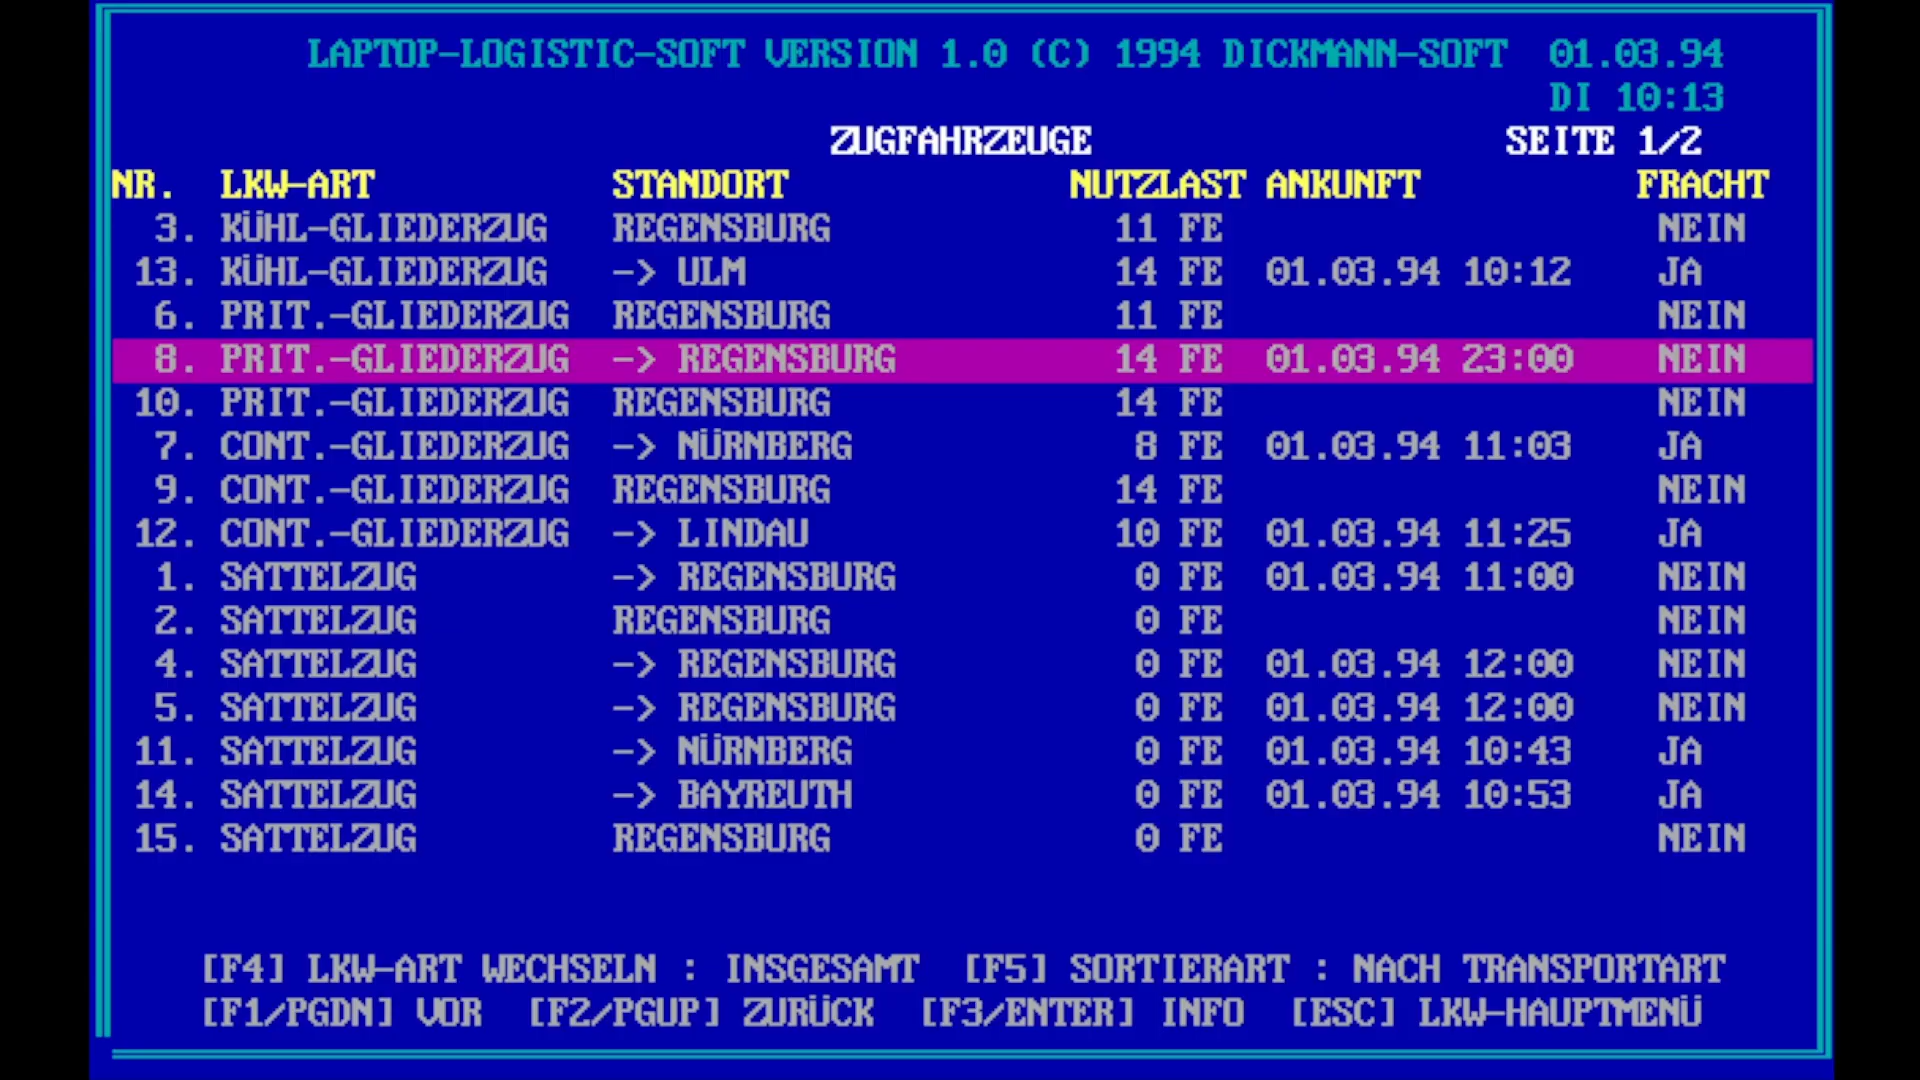 LAPTOP-LOGISTIC-SOFT VERSION 1.0 (C) 1994 DICKMANN-SOFT 01.03.94
DI 10:13
ZUGFAHRZEUGE SEITE 1/2
NR. LKW-ART STANDORT NUTZLAST ANKUNFT FRACHT
3. KÜHL-GLIEDERZUG REGENSBURG 11 FE NEIN
13. KÜHL-GLIEDERZUG -> ULM 14 FE 01.03.94 10:12 JA
6. PRIT.-GLIEDERZUG REGENSBURG 11 FE NEIN
8. PRIT.-GLIEDERZUG -> REGENSBURG 14 FE 01.03.94 23:00 NEIN
10. PRIT.-GLIEDERZUG REGENSBURG 14 FE NEIN
7. CONT.-GLIEDERZUG -> NÜRNBERG 8 FE 01.03.94 11:03 JA
9. CONT.-GLIEDERZUG REGENSBURG 14 FE NEIN
12. CONT.-GLIEDERZUG -> LINDAU 10 FE 01.03.94 11:25 JA
1. SATTELZUG -> REGENSBURG 0 FE 01.03.94 11:00 NEIN
2. SATTELZUG REGENSBURG 0 FE NEIN
4. SATTELZUG -> REGENSBURG 0 FE 01.03.94 12:00 NEIN
5. SATTELZUG -> REGENSBURG 0 FE 01.03.94 12:00 NEIN
11. SATTELZUG -> NÜRNBERG 0 FE 01.03.94 10:43 JA
14. SATTELZUG -> BAYREUTH 0 FE 01.03.94 10:53 JA
15. SATTELZUG REGENSBURG 0 FE NEIN
[F4] LKW-ART WECHSELN : INSGESAMT [F5] SORTIERART : NACH TRANSPORTART
[F1/PGDN] VOR [F2/PGUP] ZURÜCK [F3/ENTER] INFO [ESC] LKW-HAUPTMENÜ